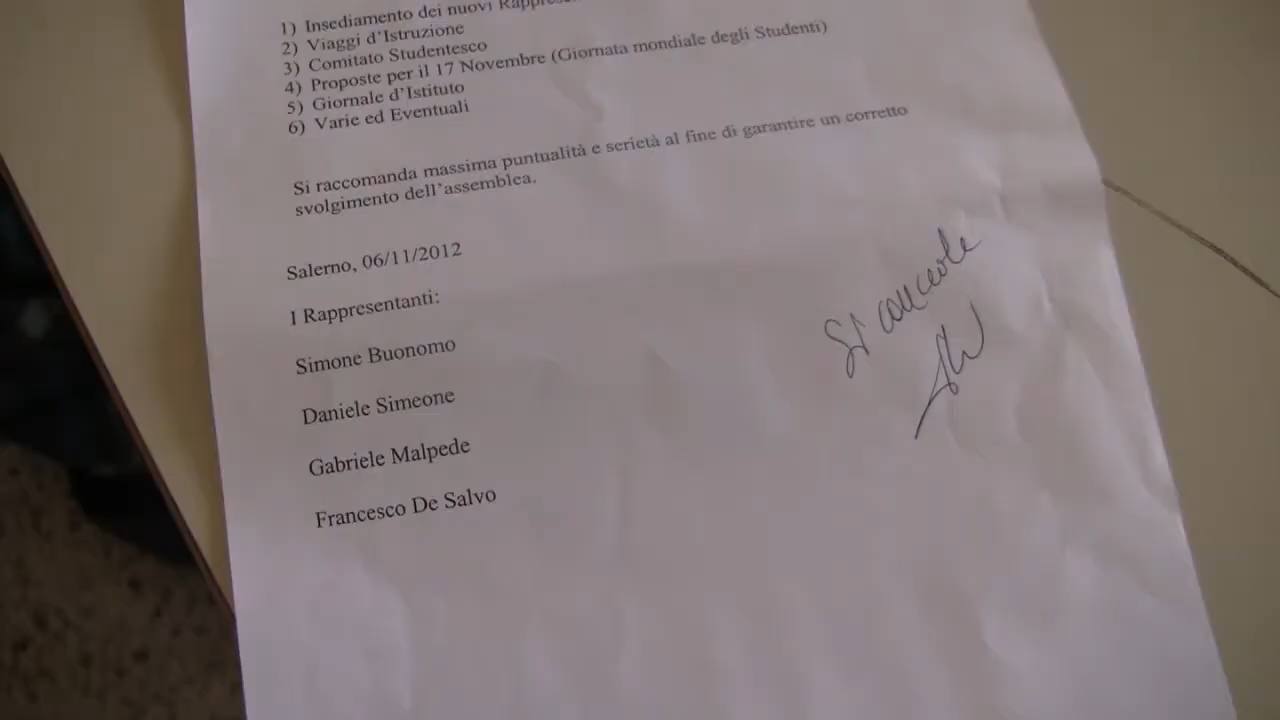 1) Insediamento dei nuovi
2) Viaggi d'Istruzione
3) Comitato Studentesco
4) Proposte per il 17 Novembre (Giornata mondiale degli Studenti)
5) Giornale d'Istituto
6) Varie ed Eventuali
Si raccomanda massima puntualità e serietà al fine di garantire un corretto
svolgimento dell'assemblea.
Salerno, 06/11/2012
I Rappresentanti:
Si concede
Simone Buonomo
Daniele Simeone
Gabriele Malpede
Francesco De Salvo